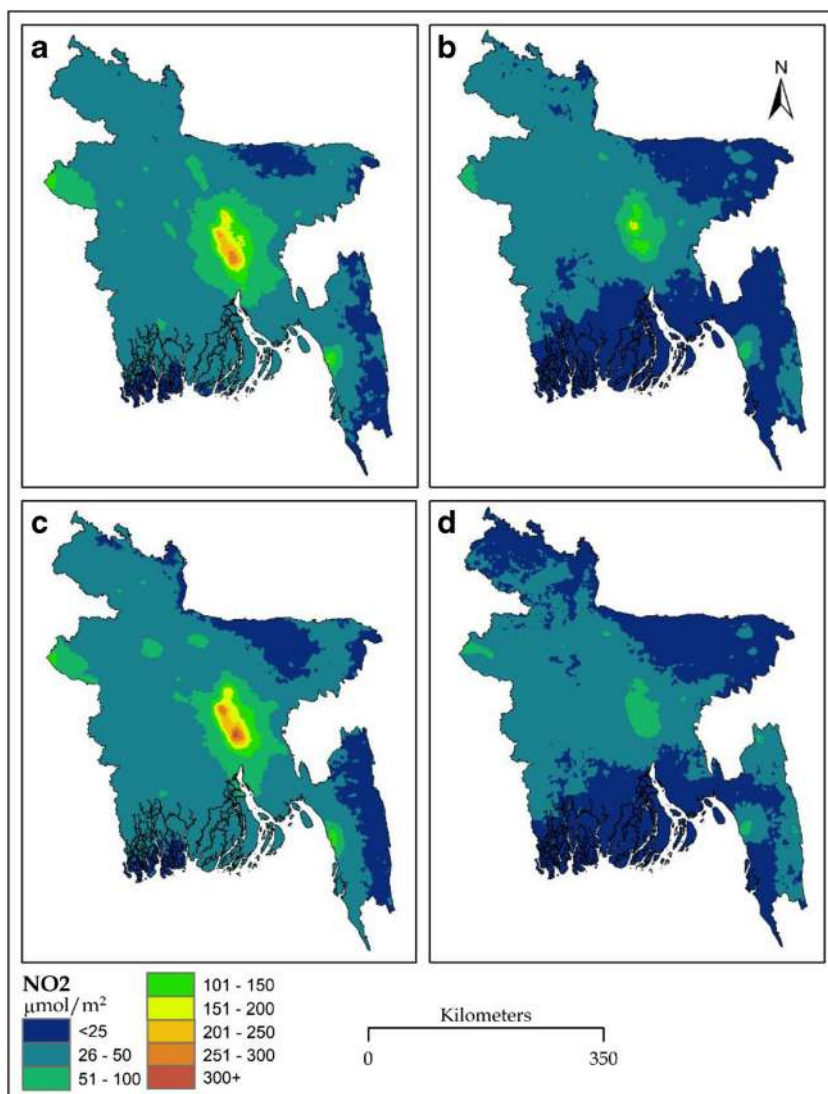 a
b
N
c
d
NO2
µmol/m²
<25
26 - 50
51 - 100
101 - 150
151 - 200
201 - 250
251 - 300
300+
Kilometers
0 350